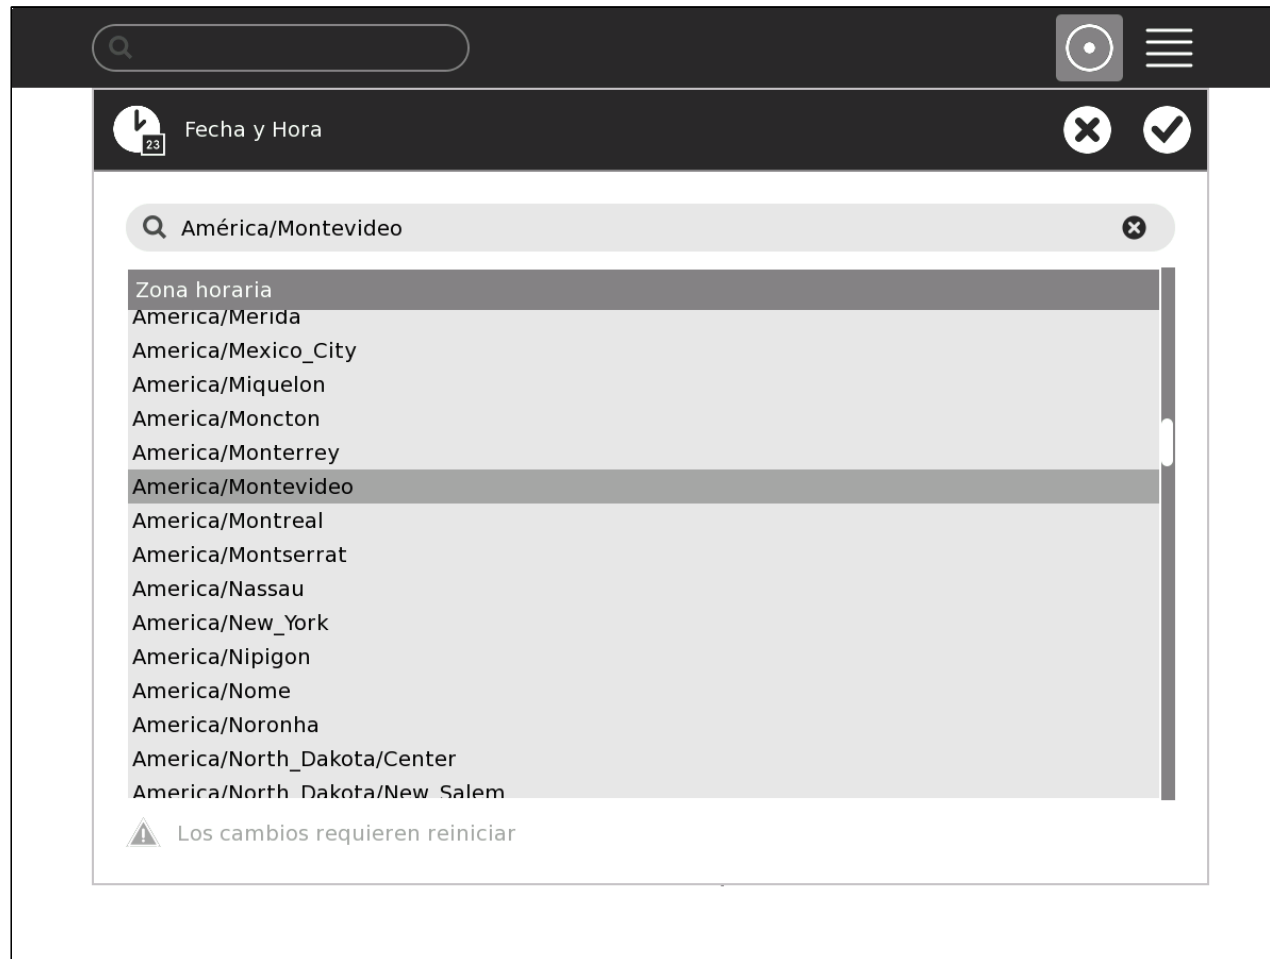 Fecha y Hora
23
América/Montevideo
Zona horaria
America/Merida
America/Mexico_City
America/Miquelon
America/Moncton
America/Monterrey
America/Montevideo
America/Montreal
America/Montserrat
America/Nassau
America/New_York
America/Nipigon
America/Nome
America/Noronha
America/North_Dakota/Center
America/North_Dakota/New_Salem
Los cambios requieren reiniciar